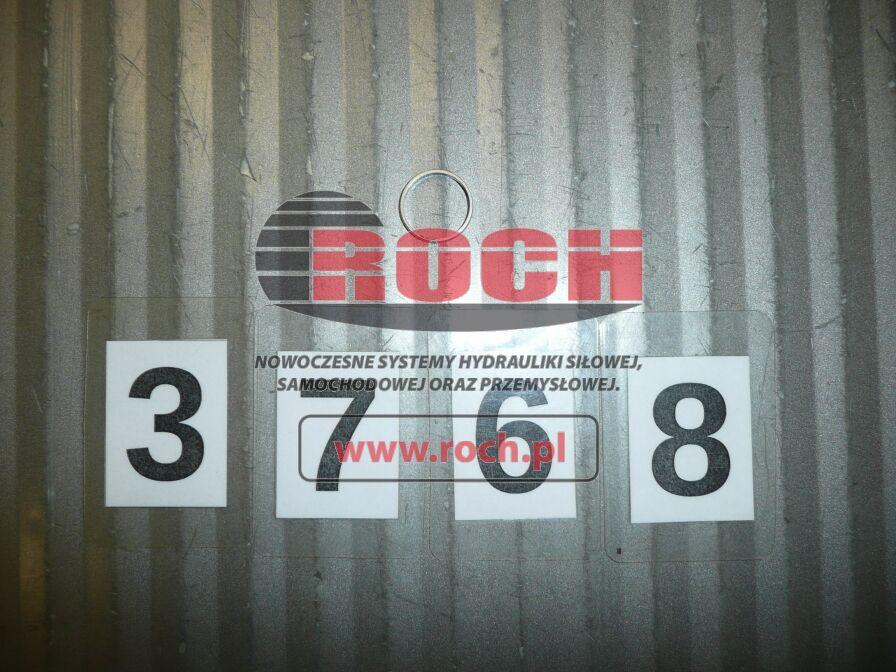 ROCH
NOWOCZESNE SYSTEMY HYDRAULIKI SIŁOWEJ,
SAMOCHODOWEJ ORAZ PRZEMYSŁOWEJ.
3 7 6 8
www.roch.pl